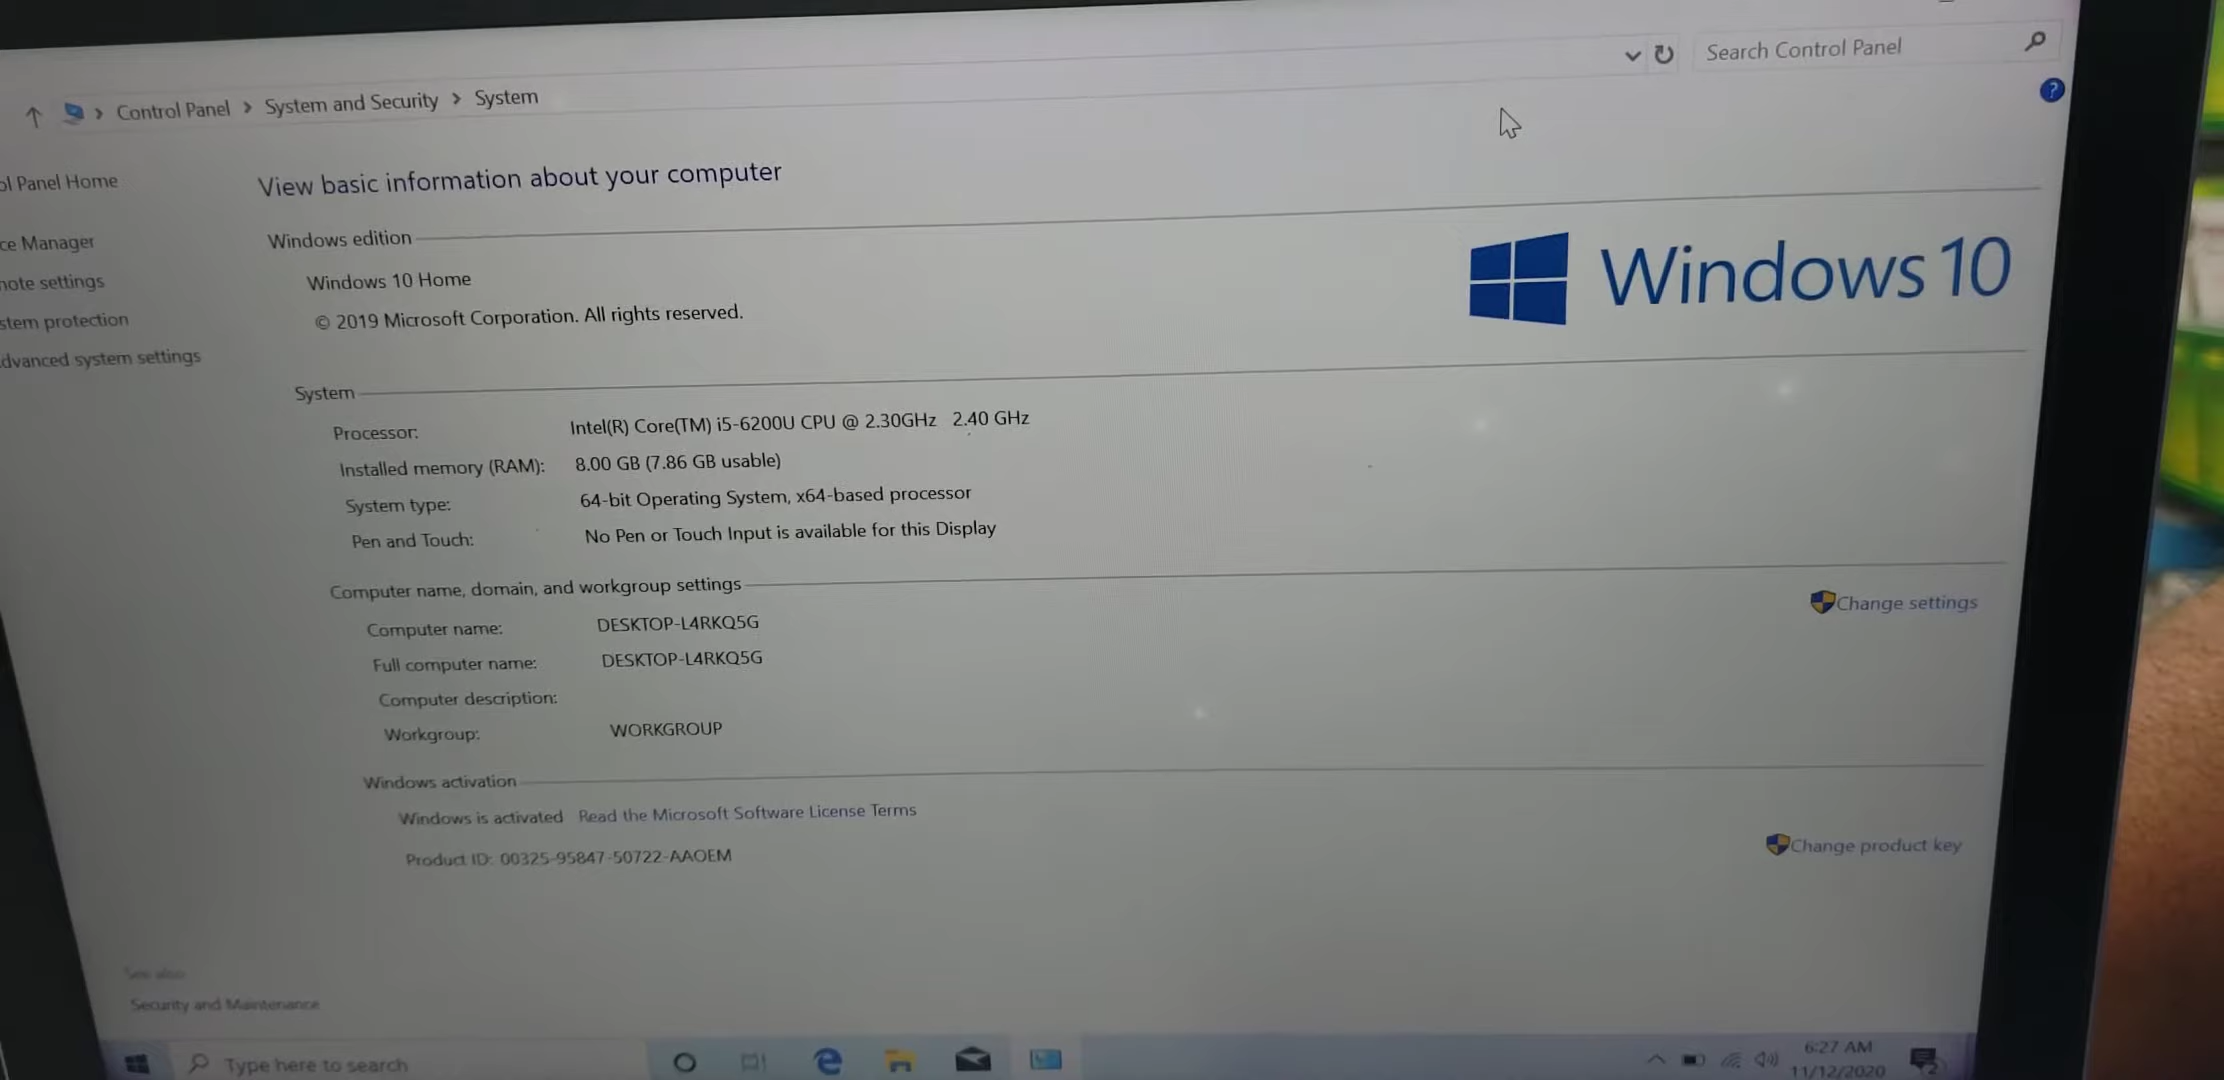 Search Control Panel
Control Panel > System and Security > System
ol Panel Home
ce Manager
note settings
stem protection
dvanced system settings
View basic information about your computer
Windows edition
Windows 10 Home
© 2019 Microsoft Corporation. All rights reserved.
Windows 10
System
Processor: Intel(R) Core(TM) i5-6200U CPU @ 2.30GHz 2.40 GHz
Installed memory (RAM): 8.00 GB (7.86 GB usable)
System type: 64-bit Operating System, x64-based processor
Pen and Touch: No Pen or Touch Input is available for this Display
Computer name, domain, and workgroup settings
Computer name: DESKTOP-L4RKQ5G
Change settings
Full computer name: DESKTOP-L4RKQ5G
Computer description:
Workgroup: WORKGROUP
Windows activation
Windows is activated Read the Microsoft Software License Terms
Product ID: 00325-95847-50722-AAOEM
Change product key
See also
Security and Maintenance
Type here to search
6:27 AM
11/12/2020